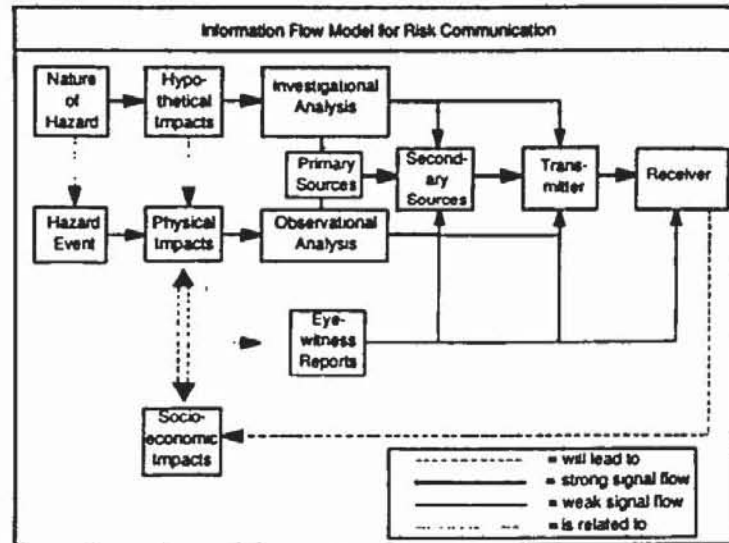 Information Flow Model for Risk Communication
Nature
of
Hazard
Hypo-
thetical
Impacts
Investigational
Analysis
Primary
Sources
Second-
ary
Sources
Trans-
mitter
Receiver
Hazard
Event
Physical
Impacts
Observational
Analysis
Eye-
witness
Reports
Socio-
economic
Impacts
= will lead to
= strong signal flow
= weak signal flow
= is related to